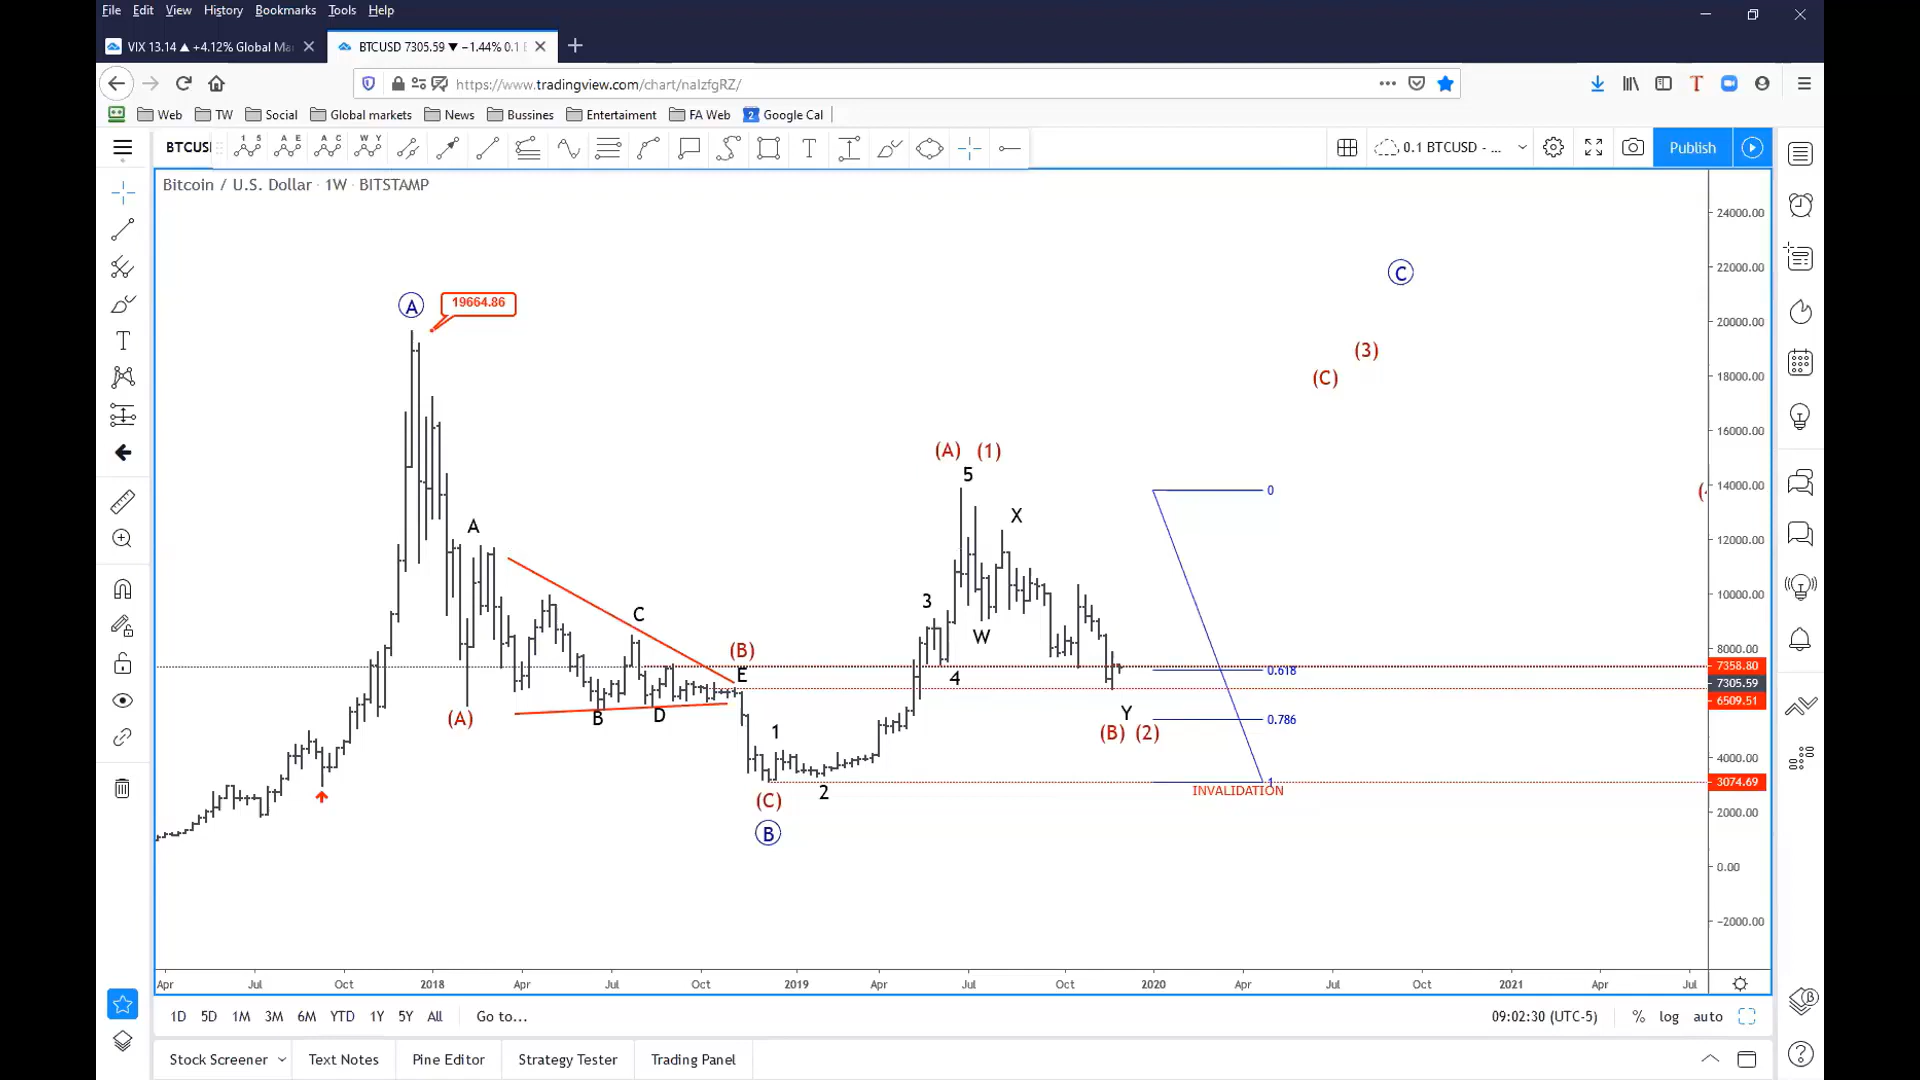 File Edit View History Bookmarks Tools Help
VIX 13.14 ▲ +4.12% Global Ma
BTCUSD 7305.59 ▼ −1.44% 0.1
https://www.tradingview.com/chart/nalzfgRZ/
Web TW Social Global markets News Bussines Entertaiment FA Web 2 Google Cal
BTCUSI
1 5 A E A C W Y
T
0.1 BTCUSD - ...
Publish
Bitcoin / U.S. Dollar · 1W · BITSTAMP
24000.00
22000.00
C
A 19664.86
20000.00
(3)
(C)
18000.00
(A) (1)
16000.00
5
0
14000.00
X
A
12000.00
3
10000.00
C
W
8000.00
(B)
E
4
0.618
7358.80
7305.59
6509.51
(A)
B
D
Y
0.786
1
(B) (2)
4000.00
1
3074.69
INVALIDATION
2
(C)
2000.00
B
0.00
−2000.00
Apr Jul Oct 2018 Apr Jul Oct 2019 Apr Jul Oct 2020 Apr Jul Oct 2021 Apr Jul
1D 5D 1M 3M 6M YTD 1Y 5Y All Go to...
09:02:30 (UTC-5) % log auto
Stock Screener Text Notes Pine Editor Strategy Tester Trading Panel